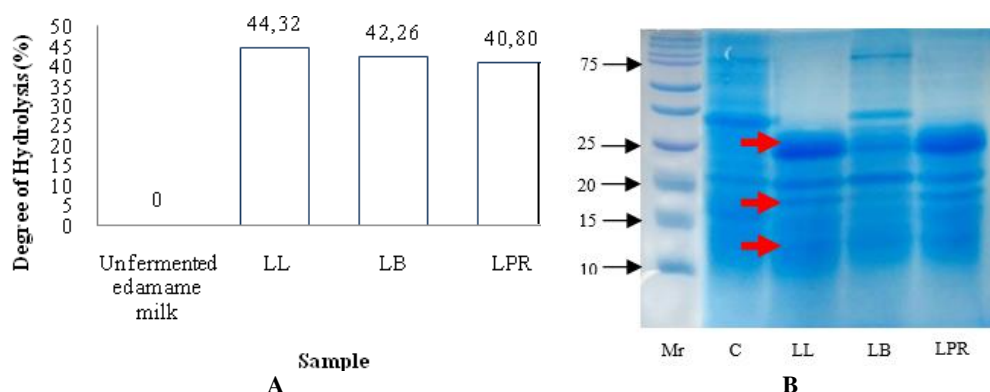 Degree of Hydrolysis (%)
50
45
40
35
30
25
20
15
10
5
0
0
44,32
42,26
40,80
Unfermented
edamame
milk
LL
LB
LPR
Sample
A
75
25
20
15
10
Mr
C
LL
LB
LPR
B